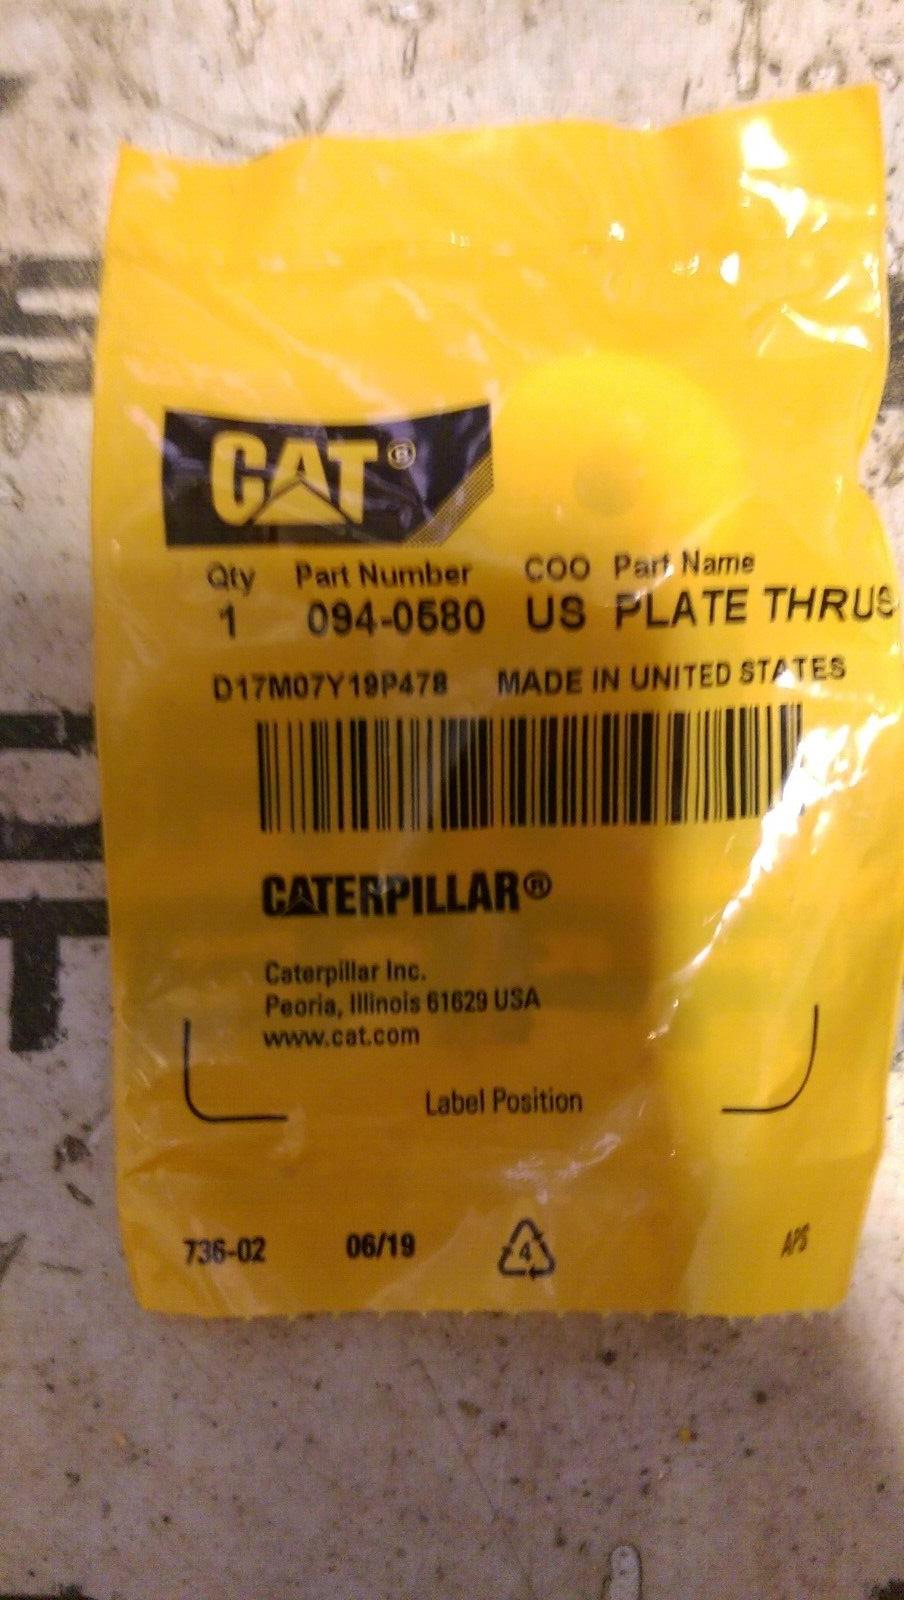 CAT®
Qty Part Number COO Part Name
1 094-0580 US PLATE THRUS
D17M07Y19P478 MADE IN UNITED STATES
CATERPILLAR®
Caterpillar Inc.
Peoria, Illinois 61629 USA
www.cat.com
Label Position
736-02 06/19 4 APS